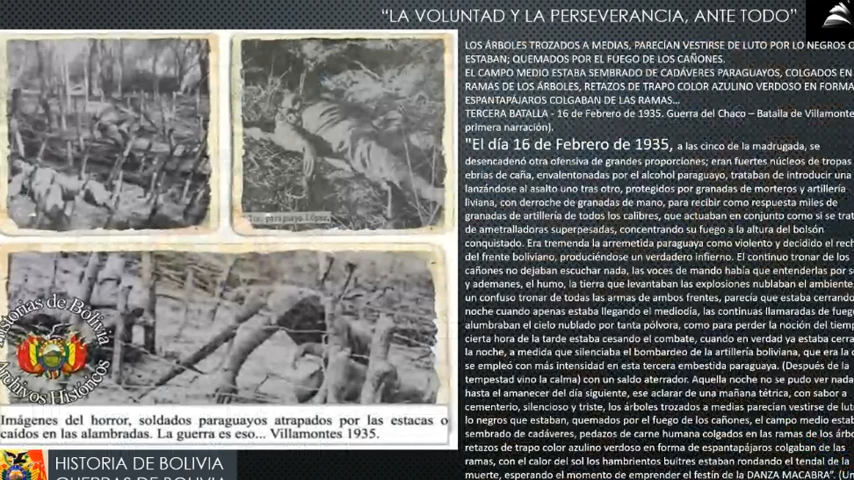 "LA VOLUNTAD Y LA PERSEVERANCIA, ANTE TODO"
LOS ÁRBOLES TROZADOS A MEDIAS, PARECÍAN VESTIRSE DE LUTO POR LO NEGROS
ESTABAN; QUEMADOS POR EL FUEGO DE LOS CAÑONES.
EL CAMPO MEDIO ESTABA SEMBRADO DE CADÁVERES PARAGUAYOS, COLGADOS EN
RAMAS DE LOS ÁRBOLES, RETAZOS DE TRAPO COLOR AZULINO VERDOSO EN FORMA
ESPANTAPÁJAROS COLGABAN DE LAS RAMAS...
TERCERA BATALLA - 16 de Febrero de 1935. Guerra del Chaco – Batalla de Villamonte
primera narración).
"El día 16 de Febrero de 1935, a las cinco de la madrugada, se
desencadenó otra ofensiva de grandes proporciones; eran fuertes núcleos de tropas
ebrias de caña, envalentonadas por el alcohol paraguayo, trataban de introducir una
lanzándose al asalto uno tras otro, protegidos por granadas de morteros y artillería
liviana, con derroche de granadas de mano, para recibir como respuesta miles de
granadas de artillería de todos los calibres, que actuaban en conjunto como si se trat
de ametralladoras superpesadas, concentrando su fuego a la altura del bolsón
conquistado. Era tremenda la arremetida paraguaya como violento y decidido el rech
del frente boliviano, produciéndose un verdadero infierno. El continuo tronar de los
cañones no dejaban escuchar nada, las voces de mando había que entenderlas por se
y ademanes, el humo, la tierra que levantaban las explosiones nublaban el ambiente
un confuso tronar de todas las armas de ambos frentes, parecía que estaba cerrando
noche cuando apenas estaba llegando el mediodía, las continuas llamaradas de fuego
alumbraban el cielo nublado por tanta pólvora, como para perder la noción del tiemp
cierta hora de la tarde estaba cesando el combate, cuando en verdad ya estaba cerra
la noche, a medida que silenciaba el bombardeo de la artillería boliviana, que era la
se empleó con más intensidad en esta tercera embestida paraguaya. (Después de la
tempestad vino la calma) con un saldo aterrador. Aquella noche no se pudo ver nada
hasta el amanecer del día siguiente, ese aclarar de una mañana tétrica, con sabor a
cementerio, silencioso y triste, los árboles trozados a medias parecían vestirse de lut
lo negros que estaban, quemados por el fuego de los cañones, el campo medio estab
sembrado de cadáveres, pedazos de carne humana colgados en las ramas de los árbo
retazos de trapo color azulino verdoso en forma de espantapájaros colgaban de las
ramas, con el calor del sol los hambrientos buitres estaban rondando el tendal de la
muerte, esperando el momento de emprender el festín de la DANZA MACABRA". (Un
paraguayo López.
Historias de Bolivia
Archivos Históricos
Imágenes del horror, soldados paraguayos atrapados por las estacas o
caídos en las alambradas. La guerra es eso... Villamontes 1935.
HISTORIA DE BOLIVIA
GUERRAS DE BOLIVIA